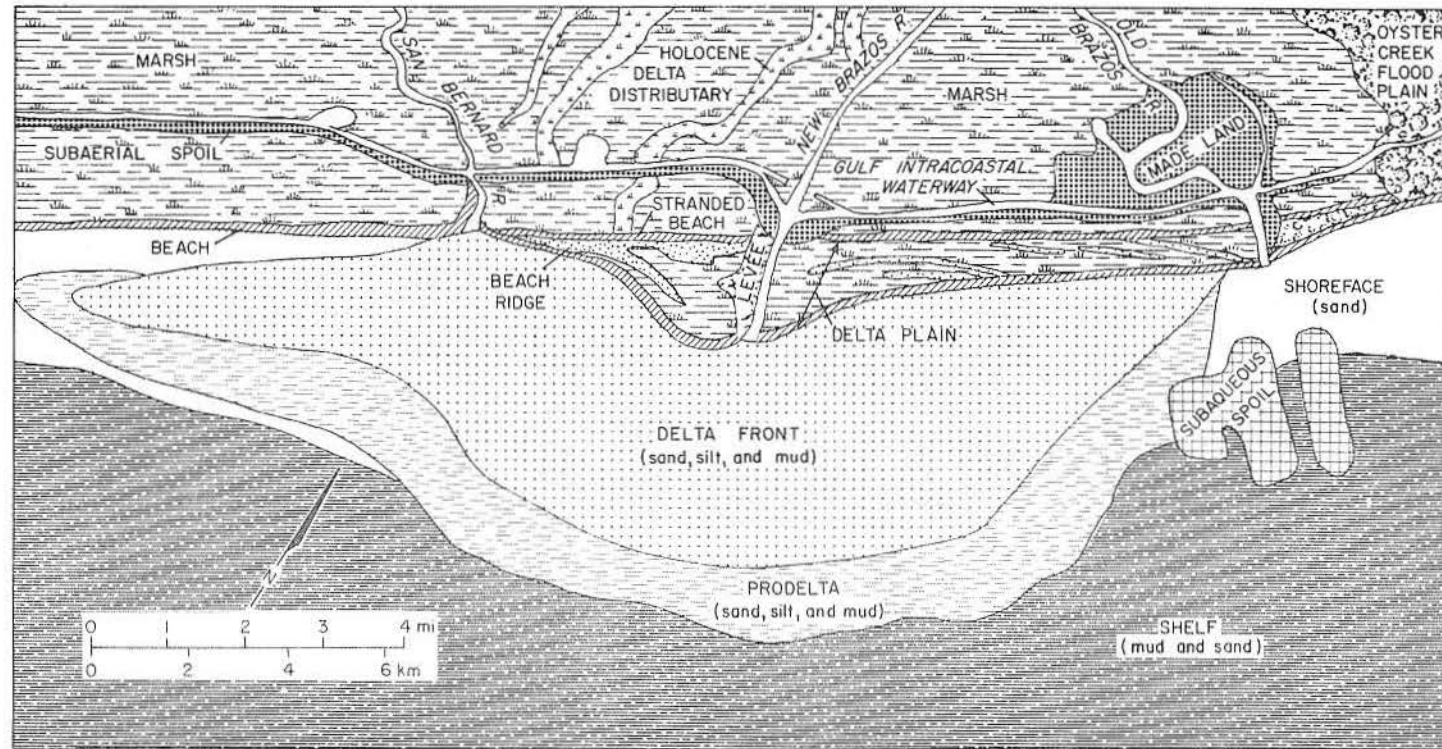 MARSH
SAN
BERNARD
R
HOLOCENE
DELTA
DISTRIBUTARY
NEW
BRAZOS R.
MARSH
OLD
BRAZOS
R.
OYSTER
CREEK
FLOOD
PLAIN
SUBAERIAL SPOIL
MADE LAND
GULF INTRACOASTAL
WATERWAY
STRANDED
BEACH
BEACH
BEACH
RIDGE
LEVEE
DELTA PLAIN
SHOREFACE
(sand)
SUBAQUEOUS
SPOIL
DELTA FRONT
(sand, silt, and mud)
PRODELTA
(sand, silt, and mud)
SHELF
(mud and sand)
N
0 1 2 3 4 mi
0 2 4 6 km